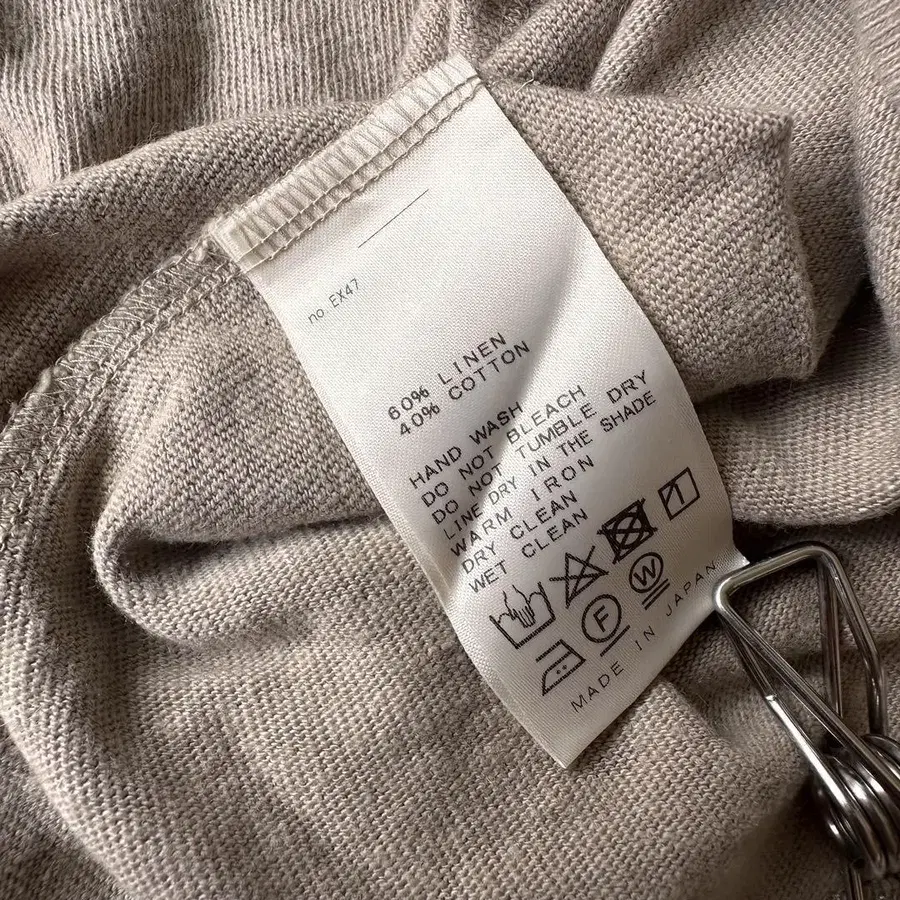 no. EX47
60% LINEN
40% COTTON
HAND WASH
DO NOT BLEACH
DO NOT TUMBLE DRY
LINE DRY IN THE SHADE
WARM IRON
DRY CLEAN
WET CLEAN
F W
MADE IN JAPAN